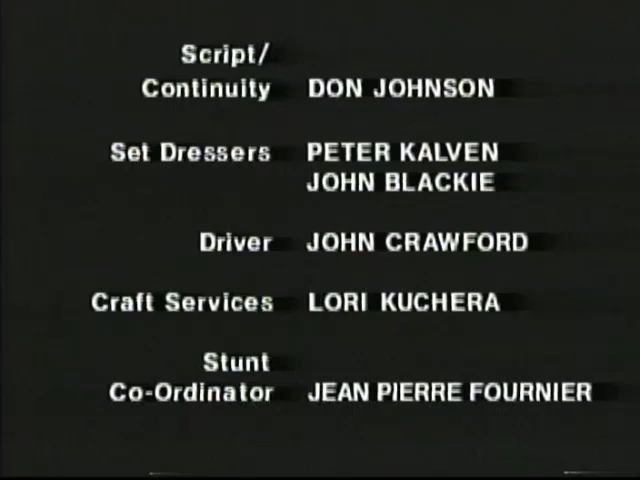 Script/
Continuity DON JOHNSON
Set Dressers PETER KALVEN
JOHN BLACKIE
Driver JOHN CRAWFORD
Craft Services LORI KUCHERA
Stunt
Co-Ordinator JEAN PIERRE FOURNIER